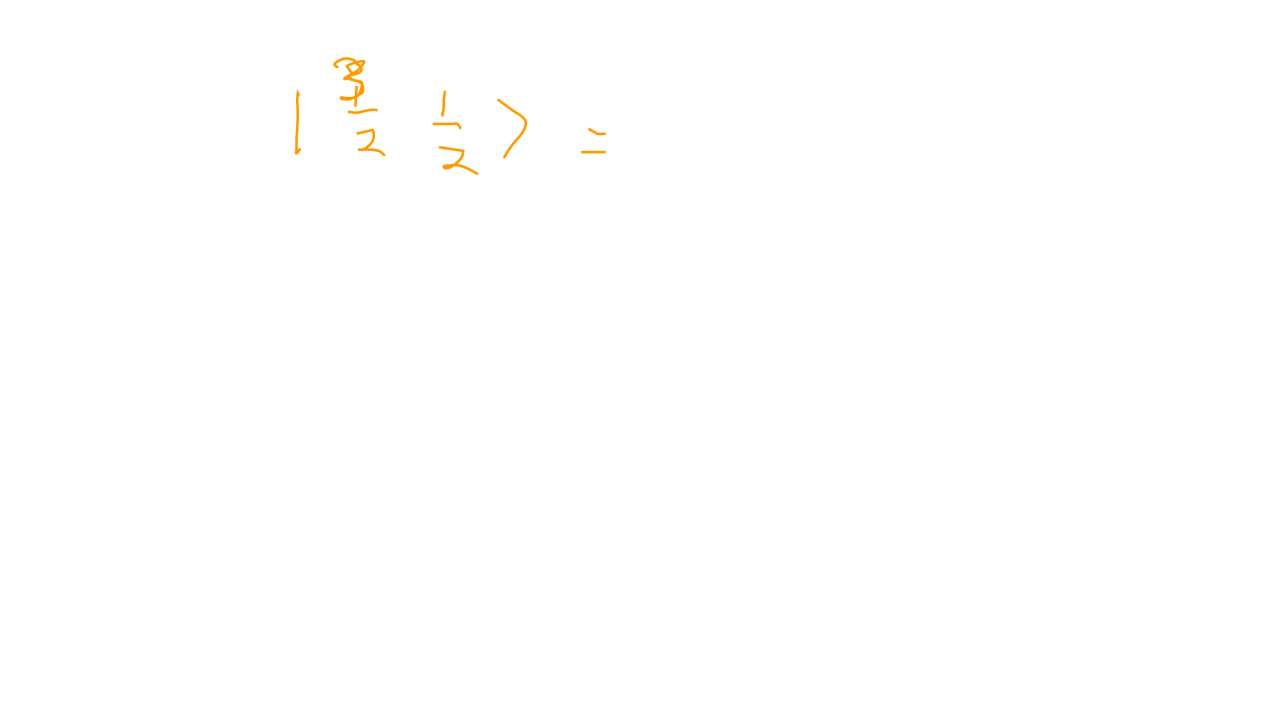 | 3/2 1/2 ⟩ =